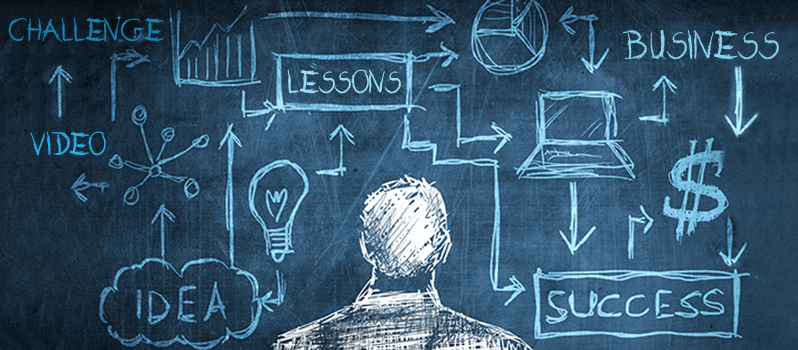 CHALLENGE
BUSINESS
LESSONS
VIDEO
$
IDEA
SUCCESS